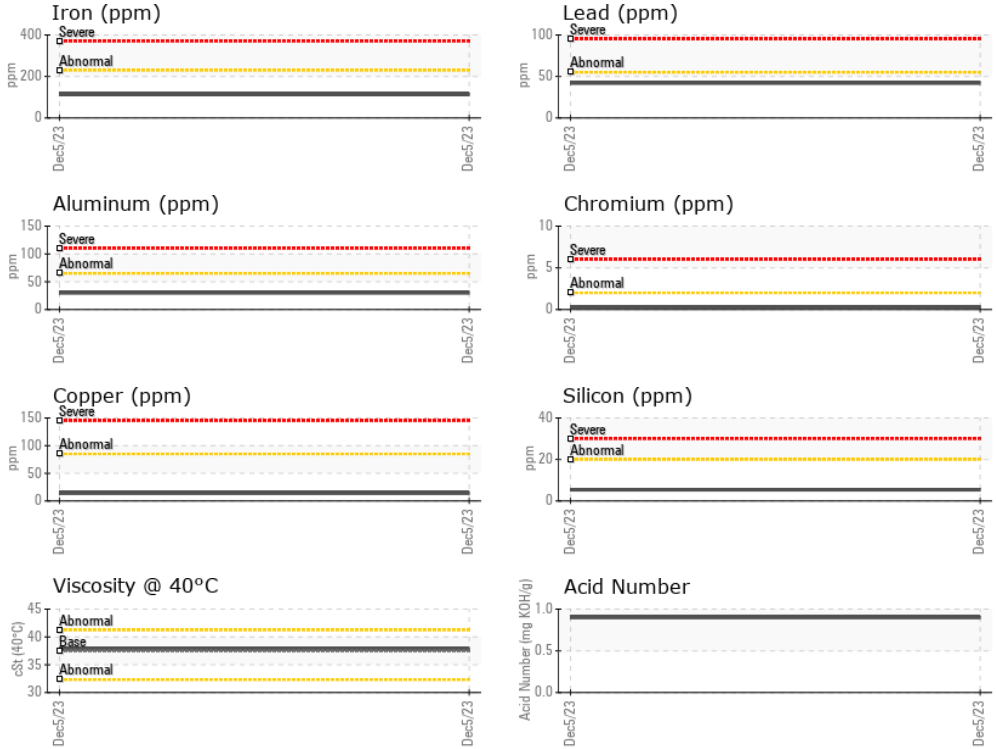 Iron (ppm)
ppm
400
200
0
Severe
Abnormal
Dec5/23
Dec5/23
Lead (ppm)
ppm
100
50
0
Severe
Abnormal
Dec5/23
Dec5/23
Aluminum (ppm)
ppm
150
100
50
0
Severe
Abnormal
Dec5/23
Dec5/23
Chromium (ppm)
ppm
10
5
0
Severe
Abnormal
Dec5/23
Dec5/23
Copper (ppm)
ppm
150
100
50
0
Severe
Abnormal
Dec5/23
Dec5/23
Silicon (ppm)
ppm
40
20
0
Severe
Abnormal
Dec5/23
Dec5/23
Viscosity @ 40°C
cSt (40°C)
45
40
35
30
Abnormal
Base
Abnormal
Dec5/23
Dec5/23
Acid Number
Acid Number (mg KOH/g)
1.0
0.5
0.0
Dec5/23
Dec5/23